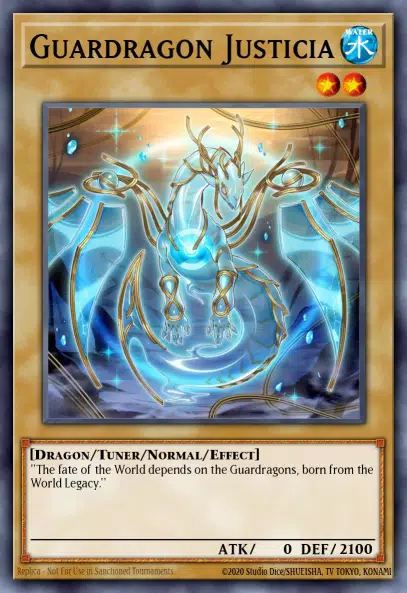 Guardragon Justicia
WATER
水
[Dragon/Tuner/Normal/Effect]
"The fate of the World depends on the Guardragons, born from the
World Legacy."
ATK/ 0 DEF/2100
Replica - Not For Use in Sanctioned Tournaments
©2020 Studio Dice/SHUEISHA, TV TOKYO, KONAMI